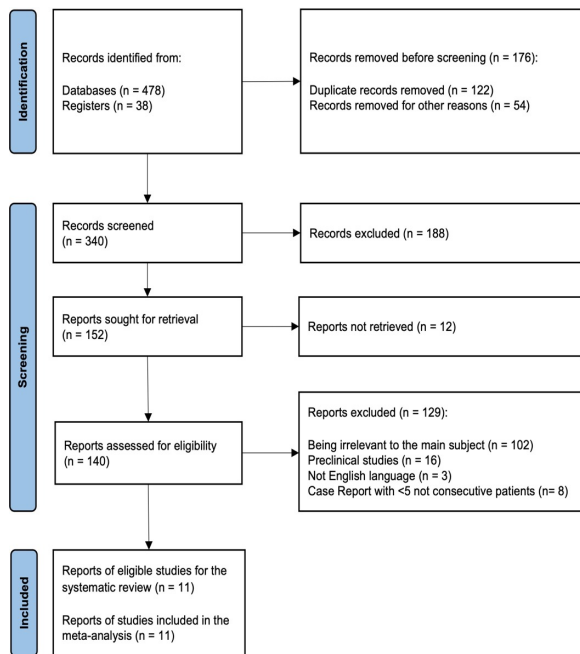 Identification
Records identified from:
Databases (n = 478)
Registers (n = 38)
Records removed before screening (n = 176):
Duplicate records removed (n = 122)
Records removed for other reasons (n = 54)
Screening
Records screened
(n = 340)
Records excluded (n = 188)
Reports sought for retrieval
(n = 152)
Reports not retrieved (n = 12)
Reports assessed for eligibility
(n = 140)
Reports excluded (n = 129):
Being irrelevant to the main subject (n = 102)
Preclinical studies (n = 16)
Not English language (n = 3)
Case Report with <5 not consecutive patients (n= 8)
Included
Reports of eligible studies for the
systematic review (n = 11)
Reports of studies included in the
meta-analysis (n = 11)